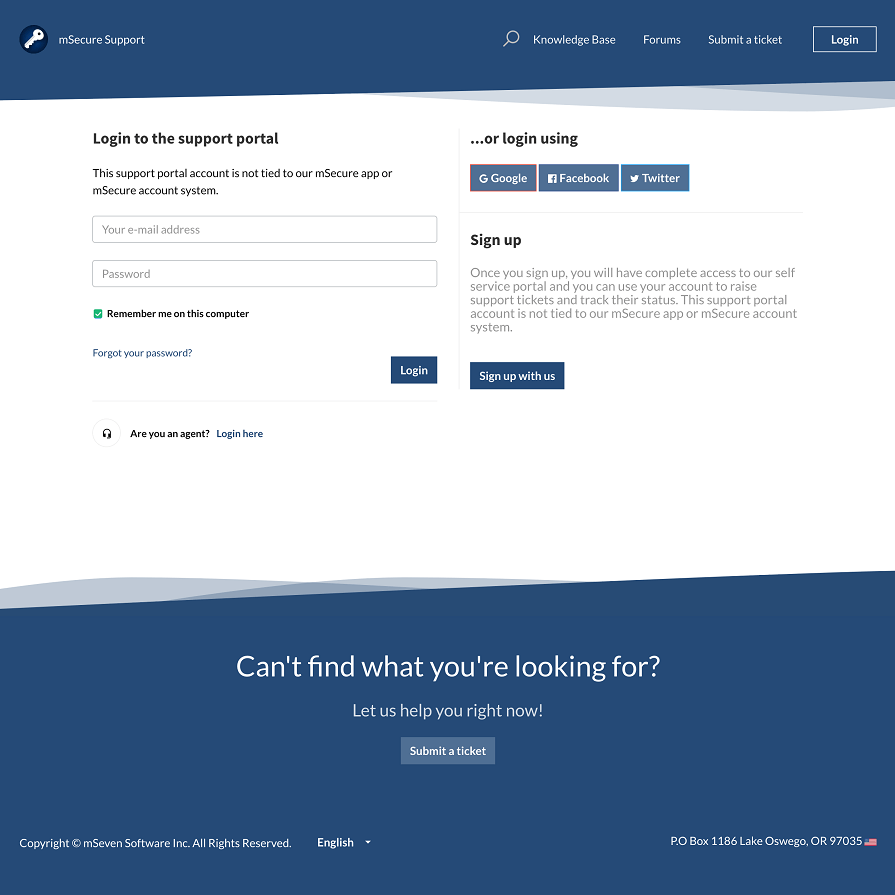 mSecure Support
Knowledge Base
Forums
Submit a ticket
Login
Login to the support portal
This support portal account is not tied to our mSecure app or
mSecure account system.
Your e-mail address
Password
Remember me on this computer
Forgot your password?
Login
Are you an agent? Login here
...or login using
Google
Facebook
Twitter
Sign up
Once you sign up, you will have complete access to our self
service portal and you can use your account to raise
support tickets and track their status. This support portal
account is not tied to our mSecure app or mSecure account
system.
Sign up with us
Can't find what you're looking for?
Let us help you right now!
Submit a ticket
Copyright © mSeven Software Inc. All Rights Reserved.
English
P.O Box 1186 Lake Oswego, OR 97035